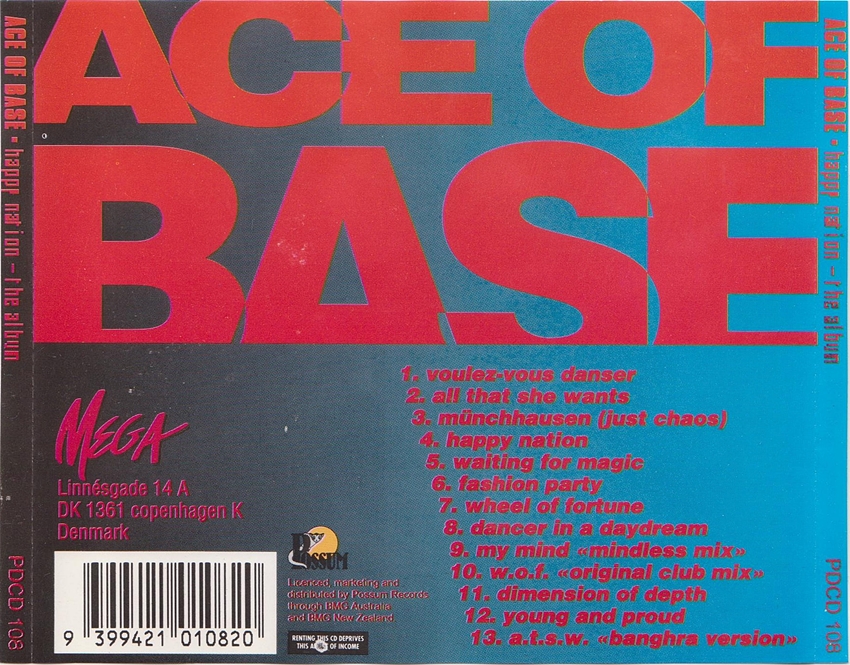 ACE OF BASE • happy nation – the album
PDCD 108
ACE OF
BASE
1. voulez-vous danser
2. all that she wants
3. münchhausen (just chaos)
4. happy nation
5. waiting for magic
6. fashion party
7. wheel of fortune
8. dancer in a daydream
9. my mind «mindless mix»
10. w.o.f. «original club mix»
11. dimension of depth
12. young and proud
13. a.t.s.w. «banghra version»
MEGA
Linnésgade 14 A
DK 1361 copenhagen K
Denmark
9 399421 010820
POSSUM
Licenced, marketing and
distributed by Possum Records
through BMG Australia
and BMG New Zealand.
RENTING THIS CD DEPRIVES
THIS OF INCOME
ACE OF BASE • happy nation – the album
PDCD 108